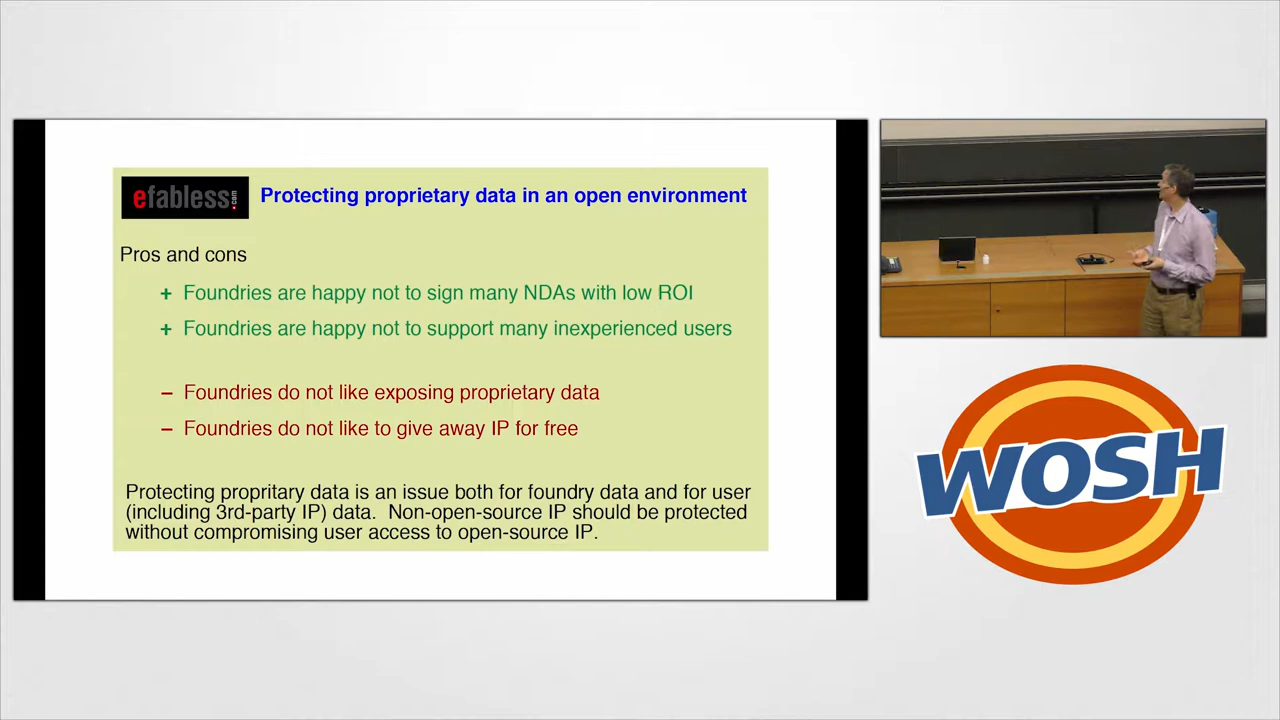 efabless.com
Protecting proprietary data in an open environment
Pros and cons
+ Foundries are happy not to sign many NDAs with low ROI
+ Foundries are happy not to support many inexperienced users
– Foundries do not like exposing proprietary data
– Foundries do not like to give away IP for free
Protecting propritary data is an issue both for foundry data and for user
(including 3rd-party IP) data. Non-open-source IP should be protected
without compromising user access to open-source IP.
WOSH